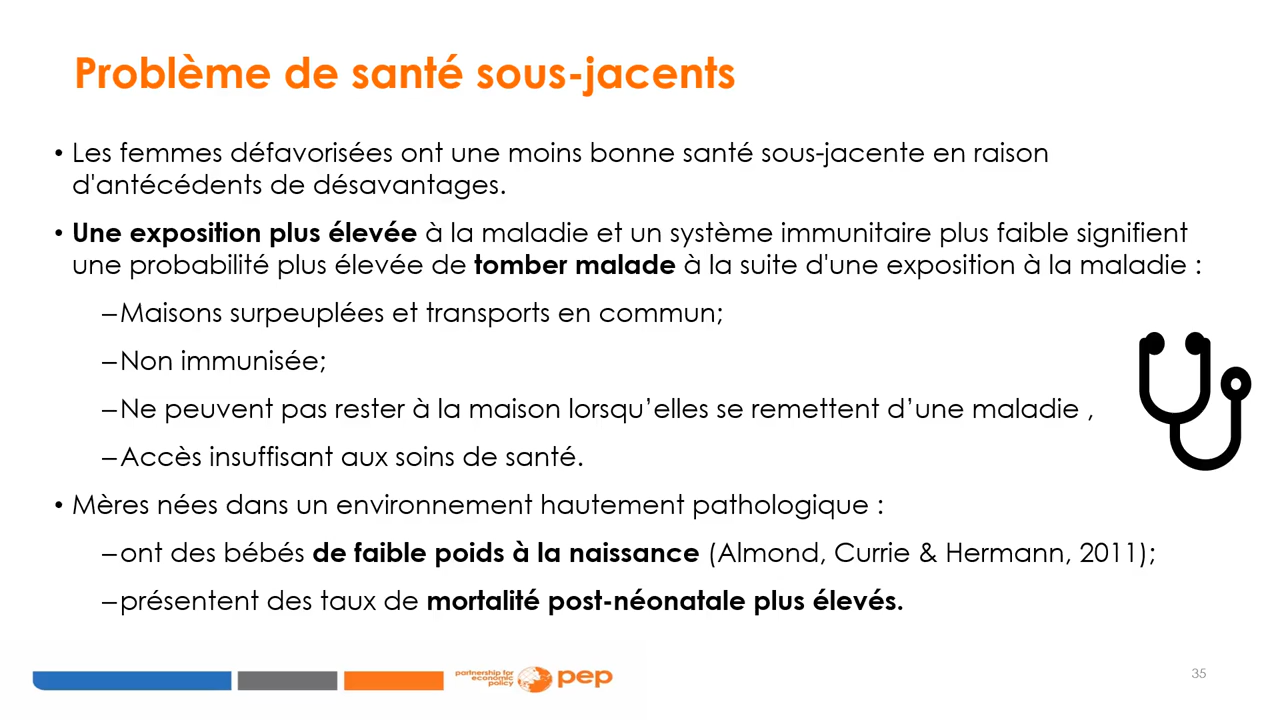 Problème de santé sous-jacents
• Les femmes défavorisées ont une moins bonne santé sous-jacente en raison
d'antécédents de désavantages.
• Une exposition plus élevée à la maladie et un système immunitaire plus faible signifient
une probabilité plus élevée de tomber malade à la suite d'une exposition à la maladie :
–Maisons surpeuplées et transports en commun;
–Non immunisée;
–Ne peuvent pas rester à la maison lorsqu’elles se remettent d’une maladie ,
–Accès insuffisant aux soins de santé.
• Mères nées dans un environnement hautement pathologique :
–ont des bébés de faible poids à la naissance (Almond, Currie & Hermann, 2011);
–présentent des taux de mortalité post-néonatale plus élevés.
partnership for
economic
policy
pep
35